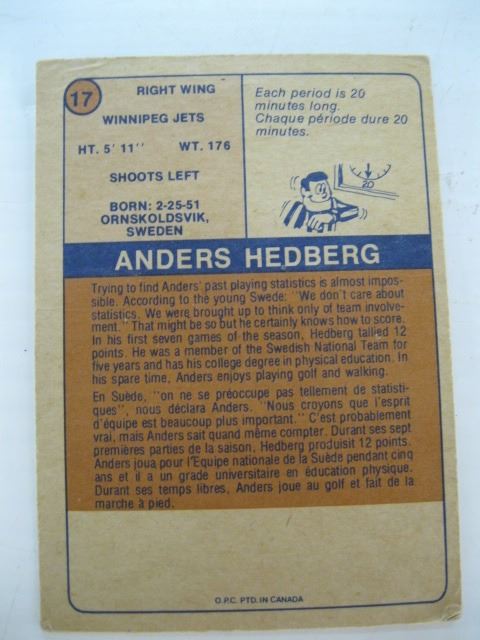 17
RIGHT WING
WINNIPEG JETS
HT. 5' 11'' WT. 176
SHOOTS LEFT
BORN: 2-25-51
ORNSKOLDSVIK,
SWEDEN
Each period is 20
minutes long.
Chaque période dure 20
minutes.
20
ANDERS HEDBERG
Trying to find Anders' past playing statistics is almost impos-
sible. According to the young Swede: "We don't care about
statistics. We were brought up to think only of team involve-
ment." That might be so but he certainly knows how to score.
In his first seven games of the season, Hedberg tallied 12
points. He was a member of the Swedish National Team for
five years and has his college degree in physical education. In
his spare time, Anders enjoys playing golf and walking.
En Suède, "on ne se préoccupe pas tellement de statisti-
ques", nous déclara Anders. "Nous croyons que l'esprit
d'équipe est beaucoup plus important." C'est probablement
vrai, mais Anders sait quand même compter. Durant ses sept
premières parties de la saison, Hedberg produisit 12 points.
Anders joua pour l'Equipe nationale de la Suède pendant cinq
ans et il a un grade universitaire en éducation physique.
Durant ses temps libres, Anders joue au golf et fait de la
marche à pied.
O.P.C. PTD. IN CANADA